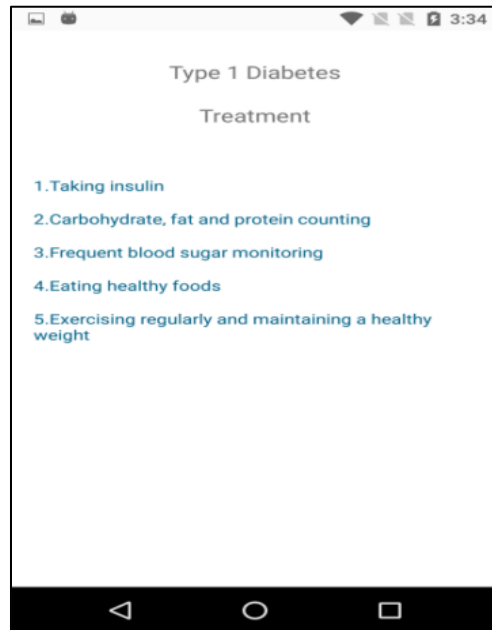 3:34
Type 1 Diabetes
Treatment
1.Taking insulin
2.Carbohydrate, fat and protein counting
3.Frequent blood sugar monitoring
4.Eating healthy foods
5.Exercising regularly and maintaining a healthy
weight